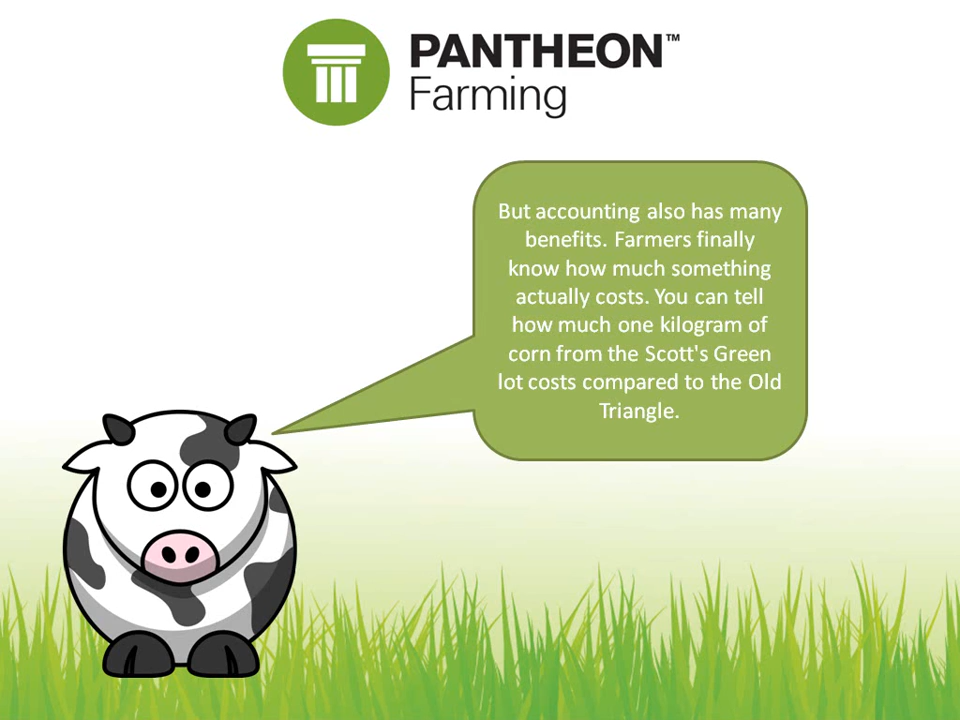 PANTHEON™
Farming
But accounting also has many
benefits. Farmers finally
know how much something
actually costs. You can tell
how much one kilogram of
corn from the Scott's Green
lot costs compared to the Old
Triangle.